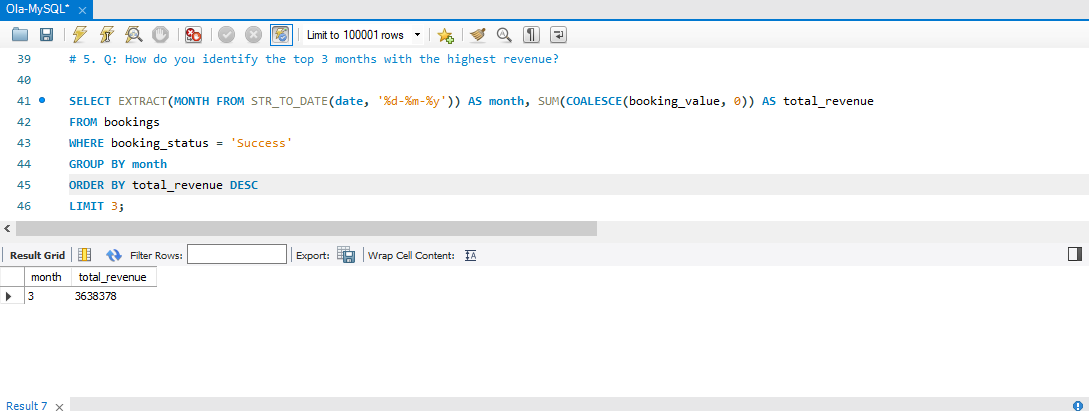 Ola-MySQL* ×
Limit to 100001 rows
39 # 5. Q: How do you identify the top 3 months with the highest revenue?
40
41 SELECT EXTRACT(MONTH FROM STR_TO_DATE(date, '%d-%m-%y')) AS month, SUM(COALESCE(booking_value, 0)) AS total_revenue
42 FROM bookings
43 WHERE booking_status = 'Success'
44 GROUP BY month
45 ORDER BY total_revenue DESC
46 LIMIT 3;
Result Grid Filter Rows: Export: Wrap Cell Content: IA
month total_revenue
3 3638378
Result 7 ×